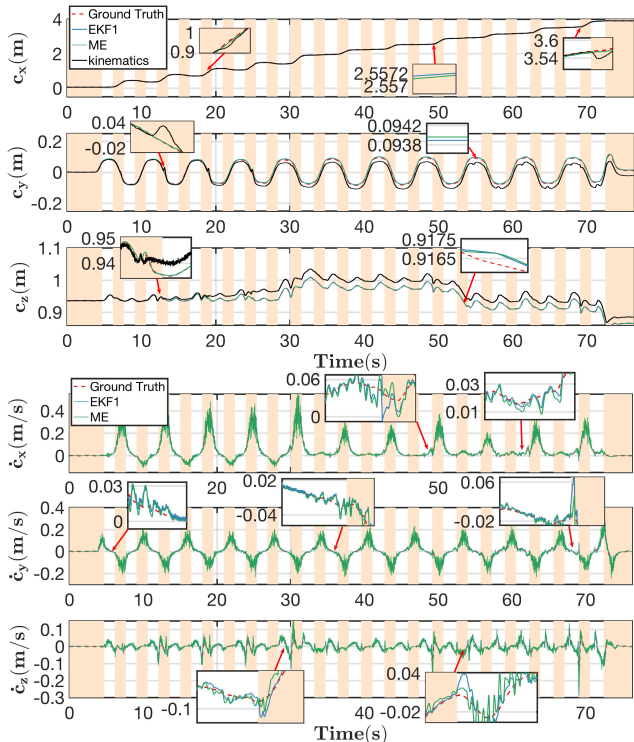 4
2
0
c_x(m)
Ground Truth
EKF1
ME
kinematics
1
0.9
2.5572
2.557
3.6
3.54
0 10 20 30 40 50 60 70
0.2
0
-0.2
c_y(m)
0.04
-0.02
0.0942
0.0938
0 10 20 30 40 50 60 70
1.1
1
0.9
c_z(m)
0.95
0.94
0.9175
0.9165
0 10 20 30 40 50 60 70
Time(s)
Ground Truth
EKF1
ME
0.4
0.2
0
ċ_x(m/s)
0.06
0
0.03
0.01
0 20 30 50 60 70
0.4
0.2
0
-0.2
ċ_y(m/s)
0.03
0
0.02
-0.04
0.06
-0.02
0 10 20 30 40 50 60 70
0.1
0
-0.1
-0.2
-0.3
ċ_z(m/s)
-0.1
0.04
-0.02
0 10 40 70
Time(s)